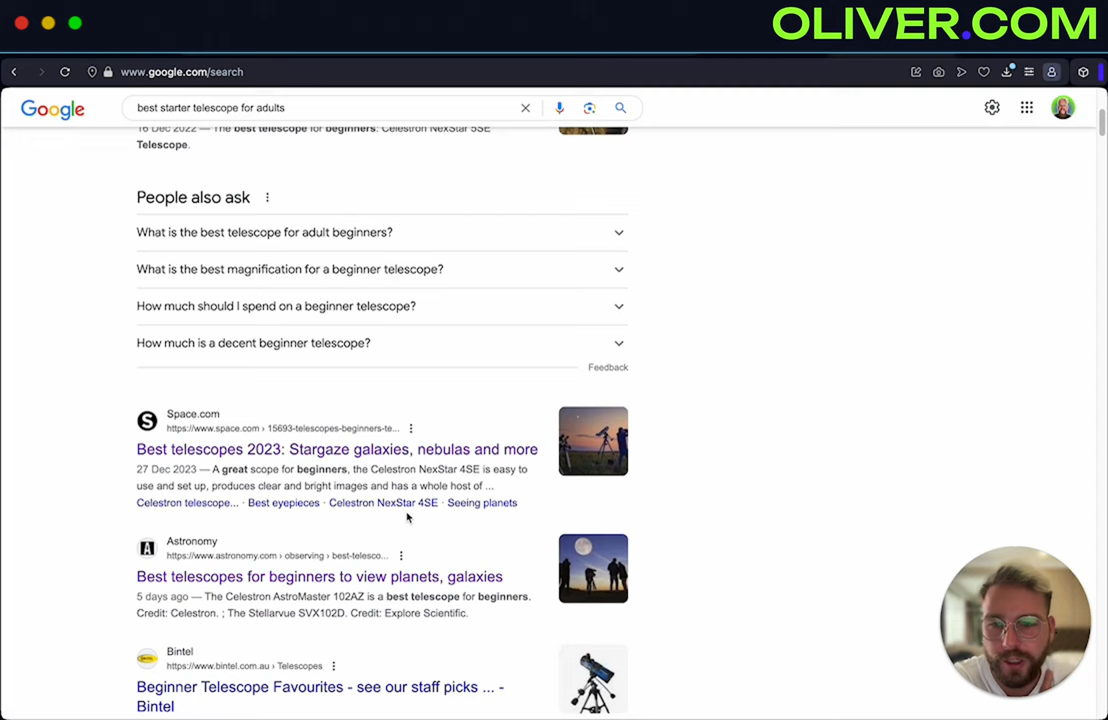 OLIVER.COM
www.google.com/search
Google
best starter telescope for adults
16 Dec 2022 — The best telescope for beginners: Celestron NexStar 5SE
Telescope.
People also ask
What is the best telescope for adult beginners?
What is the best magnification for a beginner telescope?
How much should I spend on a beginner telescope?
How much is a decent beginner telescope?
Feedback
Space.com
https://www.space.com › 15693-telescopes-beginners-te...
Best telescopes 2023: Stargaze galaxies, nebulas and more
27 Dec 2023 — A great scope for beginners, the Celestron NexStar 4SE is easy to
use and set up, produces clear and bright images and has a whole host of ...
Celestron telescope... · Best eyepieces · Celestron NexStar 4SE · Seeing planets
Astronomy
https://www.astronomy.com › observing › best-telesco...
Best telescopes for beginners to view planets, galaxies
5 days ago — The Celestron AstroMaster 102AZ is a best telescope for beginners.
Credit: Celestron. ; The Stellarvue SVX102D. Credit: Explore Scientific.
Bintel
https://www.bintel.com.au › Telescopes
Beginner Telescope Favourites - see our staff picks ... -
Bintel